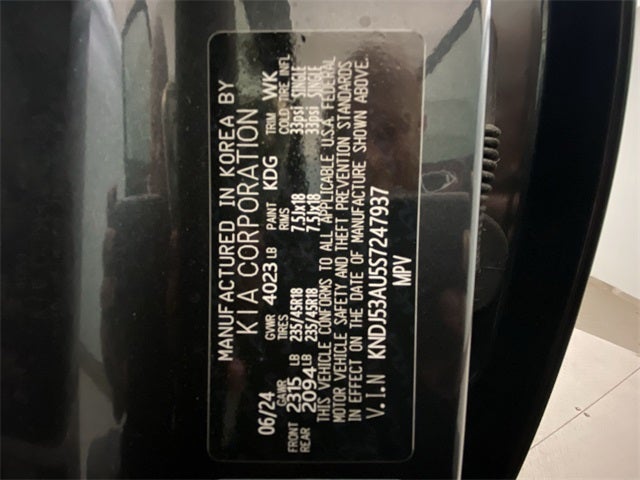 MANUFACTURED IN KOREA BY
KIA CORPORATION
06/24 GVWR 4023 LB PAINT KDG TRIM WK
GAWR TIRES RIMS COLD TIRE INFL
FRONT 2315 LB 235/45R18 7.5Jx18 33psi SINGLE
REAR 2094 LB 235/45R18 7.5Jx18 33psi SINGLE
THIS VEHICLE CONFORMS TO ALL APPLICABLE U.S.A. FEDERAL
MOTOR VEHICLE SAFETY AND THEFT PREVENTION STANDARDS
IN EFFECT ON THE DATE OF MANUFACTURE SHOWN ABOVE.
V.I.N KNDJ53AU5S7247937
MPV